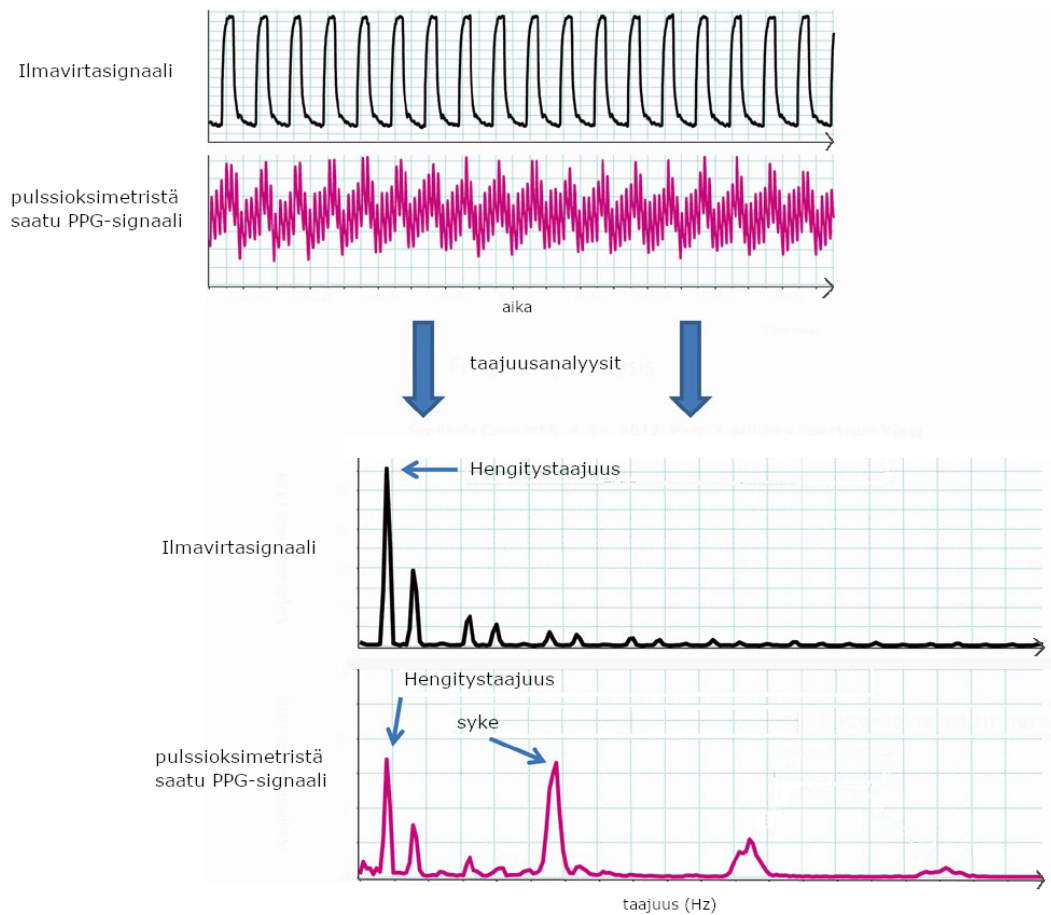 Ilmavirtasignaali
pulssioksimetristä
saatu PPG-signaali
aika
taajuusanalyysit
Hengitystaajuus
Ilmavirtasignaali
Hengitystaajuus
syke
pulssioksimetristä
saatu PPG-signaali
taajuus (Hz)